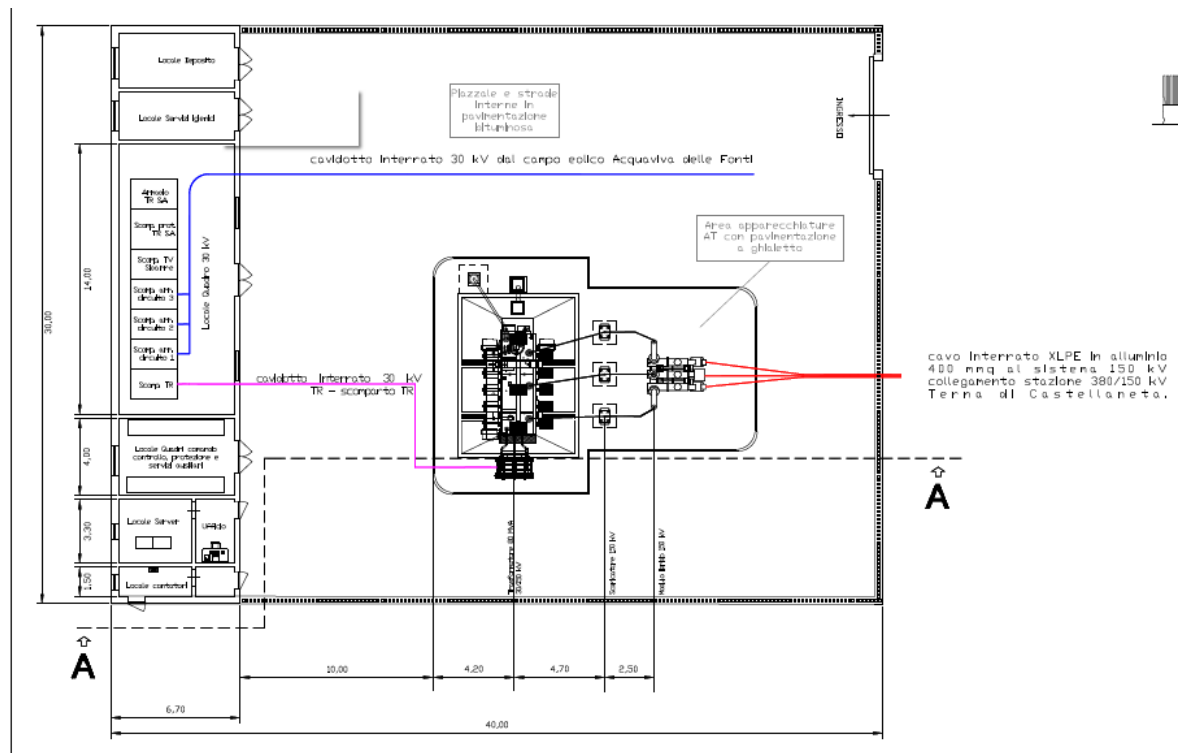 Locale Deposito
Locale Servizi Igienici
Piazzale e strade
interne in
pavimentazione
bituminosa
INGRESSO
cavidotto interrato 30 kV dal campo eolico Acquaviva delle Fonti
Arrivo
TR SA
Scomp prot.
TR SA
Scomp TV
Sbarre
Scomp arr.
circuito 3
Scomp arr.
circuito 2
Scomp arr.
circuito 1
Scomp TR
Locale Quadro 30 kV
Area apparecchiature
AT con pavimentazione
a ghiaietto
cavidotto interrato 30 kV
TR - scomparto TR
cavo interrato XLPE in alluminio
400 mmq al sistema 150 kV
collegamento stazione 380/150 kV
Terna di Castellaneta.
Locale Quadri comando
controllo, protezione e
servizi ausiliari
Locale Server
Ufficio
Locale contatori
Scaricatore 150 kV
Modulo ibrido 150 kV
A
A
30,00
14,00
4,00
3,30
1,50
10,00
4,20
4,70
2,50
6,70
40,00